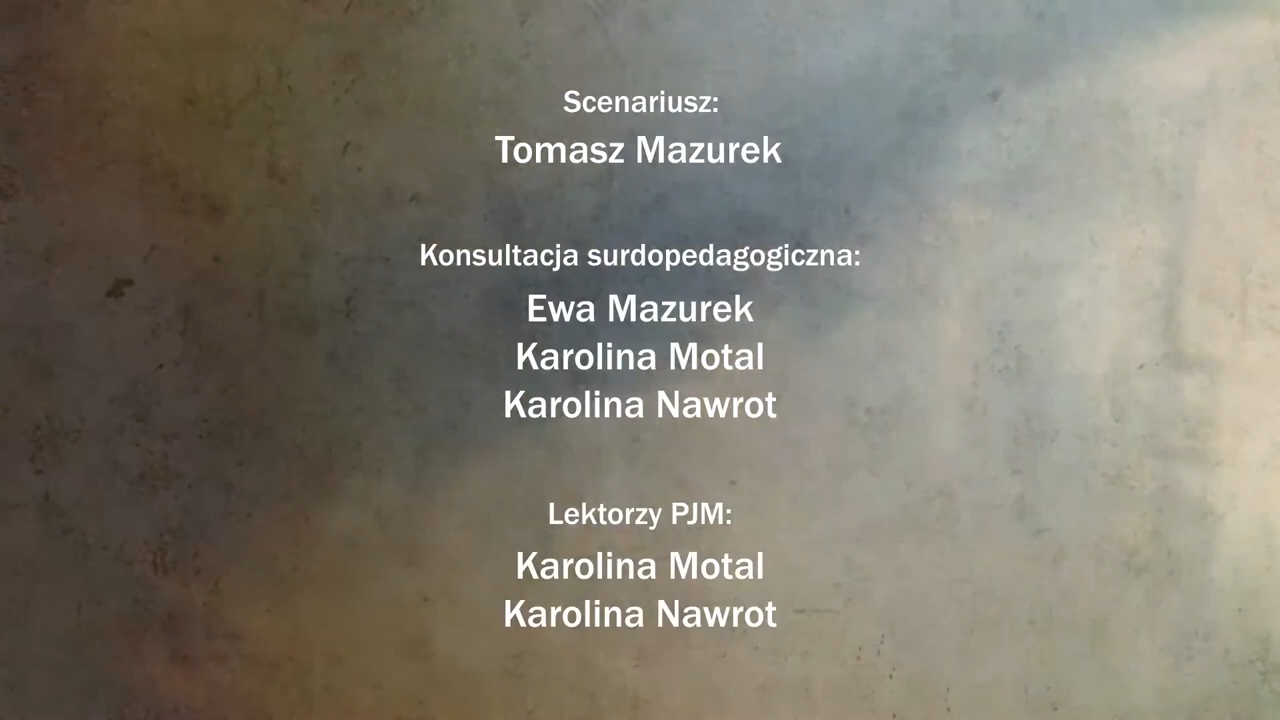 Scenariusz:
Tomasz Mazurek
Konsultacja surdopedagogiczna:
Ewa Mazurek
Karolina Motal
Karolina Nawrot
Lektorzy PJM:
Karolina Motal
Karolina Nawrot